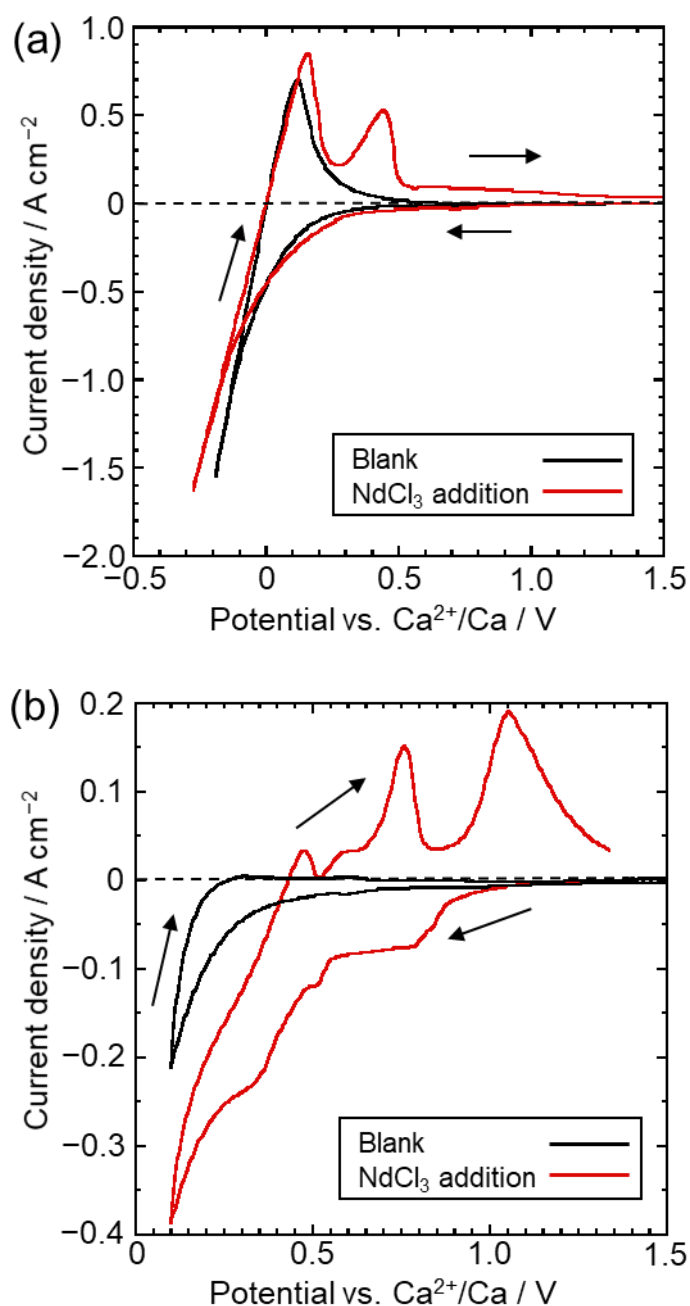 (a)
1.0
0.5
0
−0.5
−1.0
−1.5
−2.0
Current density / A cm⁻²
Blank
NdCl₃ addition
−0.5 0 0.5 1.0 1.5
Potential vs. Ca²⁺/Ca / V
(b)
0.2
0.1
0
−0.1
−0.2
−0.3
−0.4
Current density / A cm⁻²
Blank
NdCl₃ addition
0 0.5 1.0 1.5
Potential vs. Ca²⁺/Ca / V